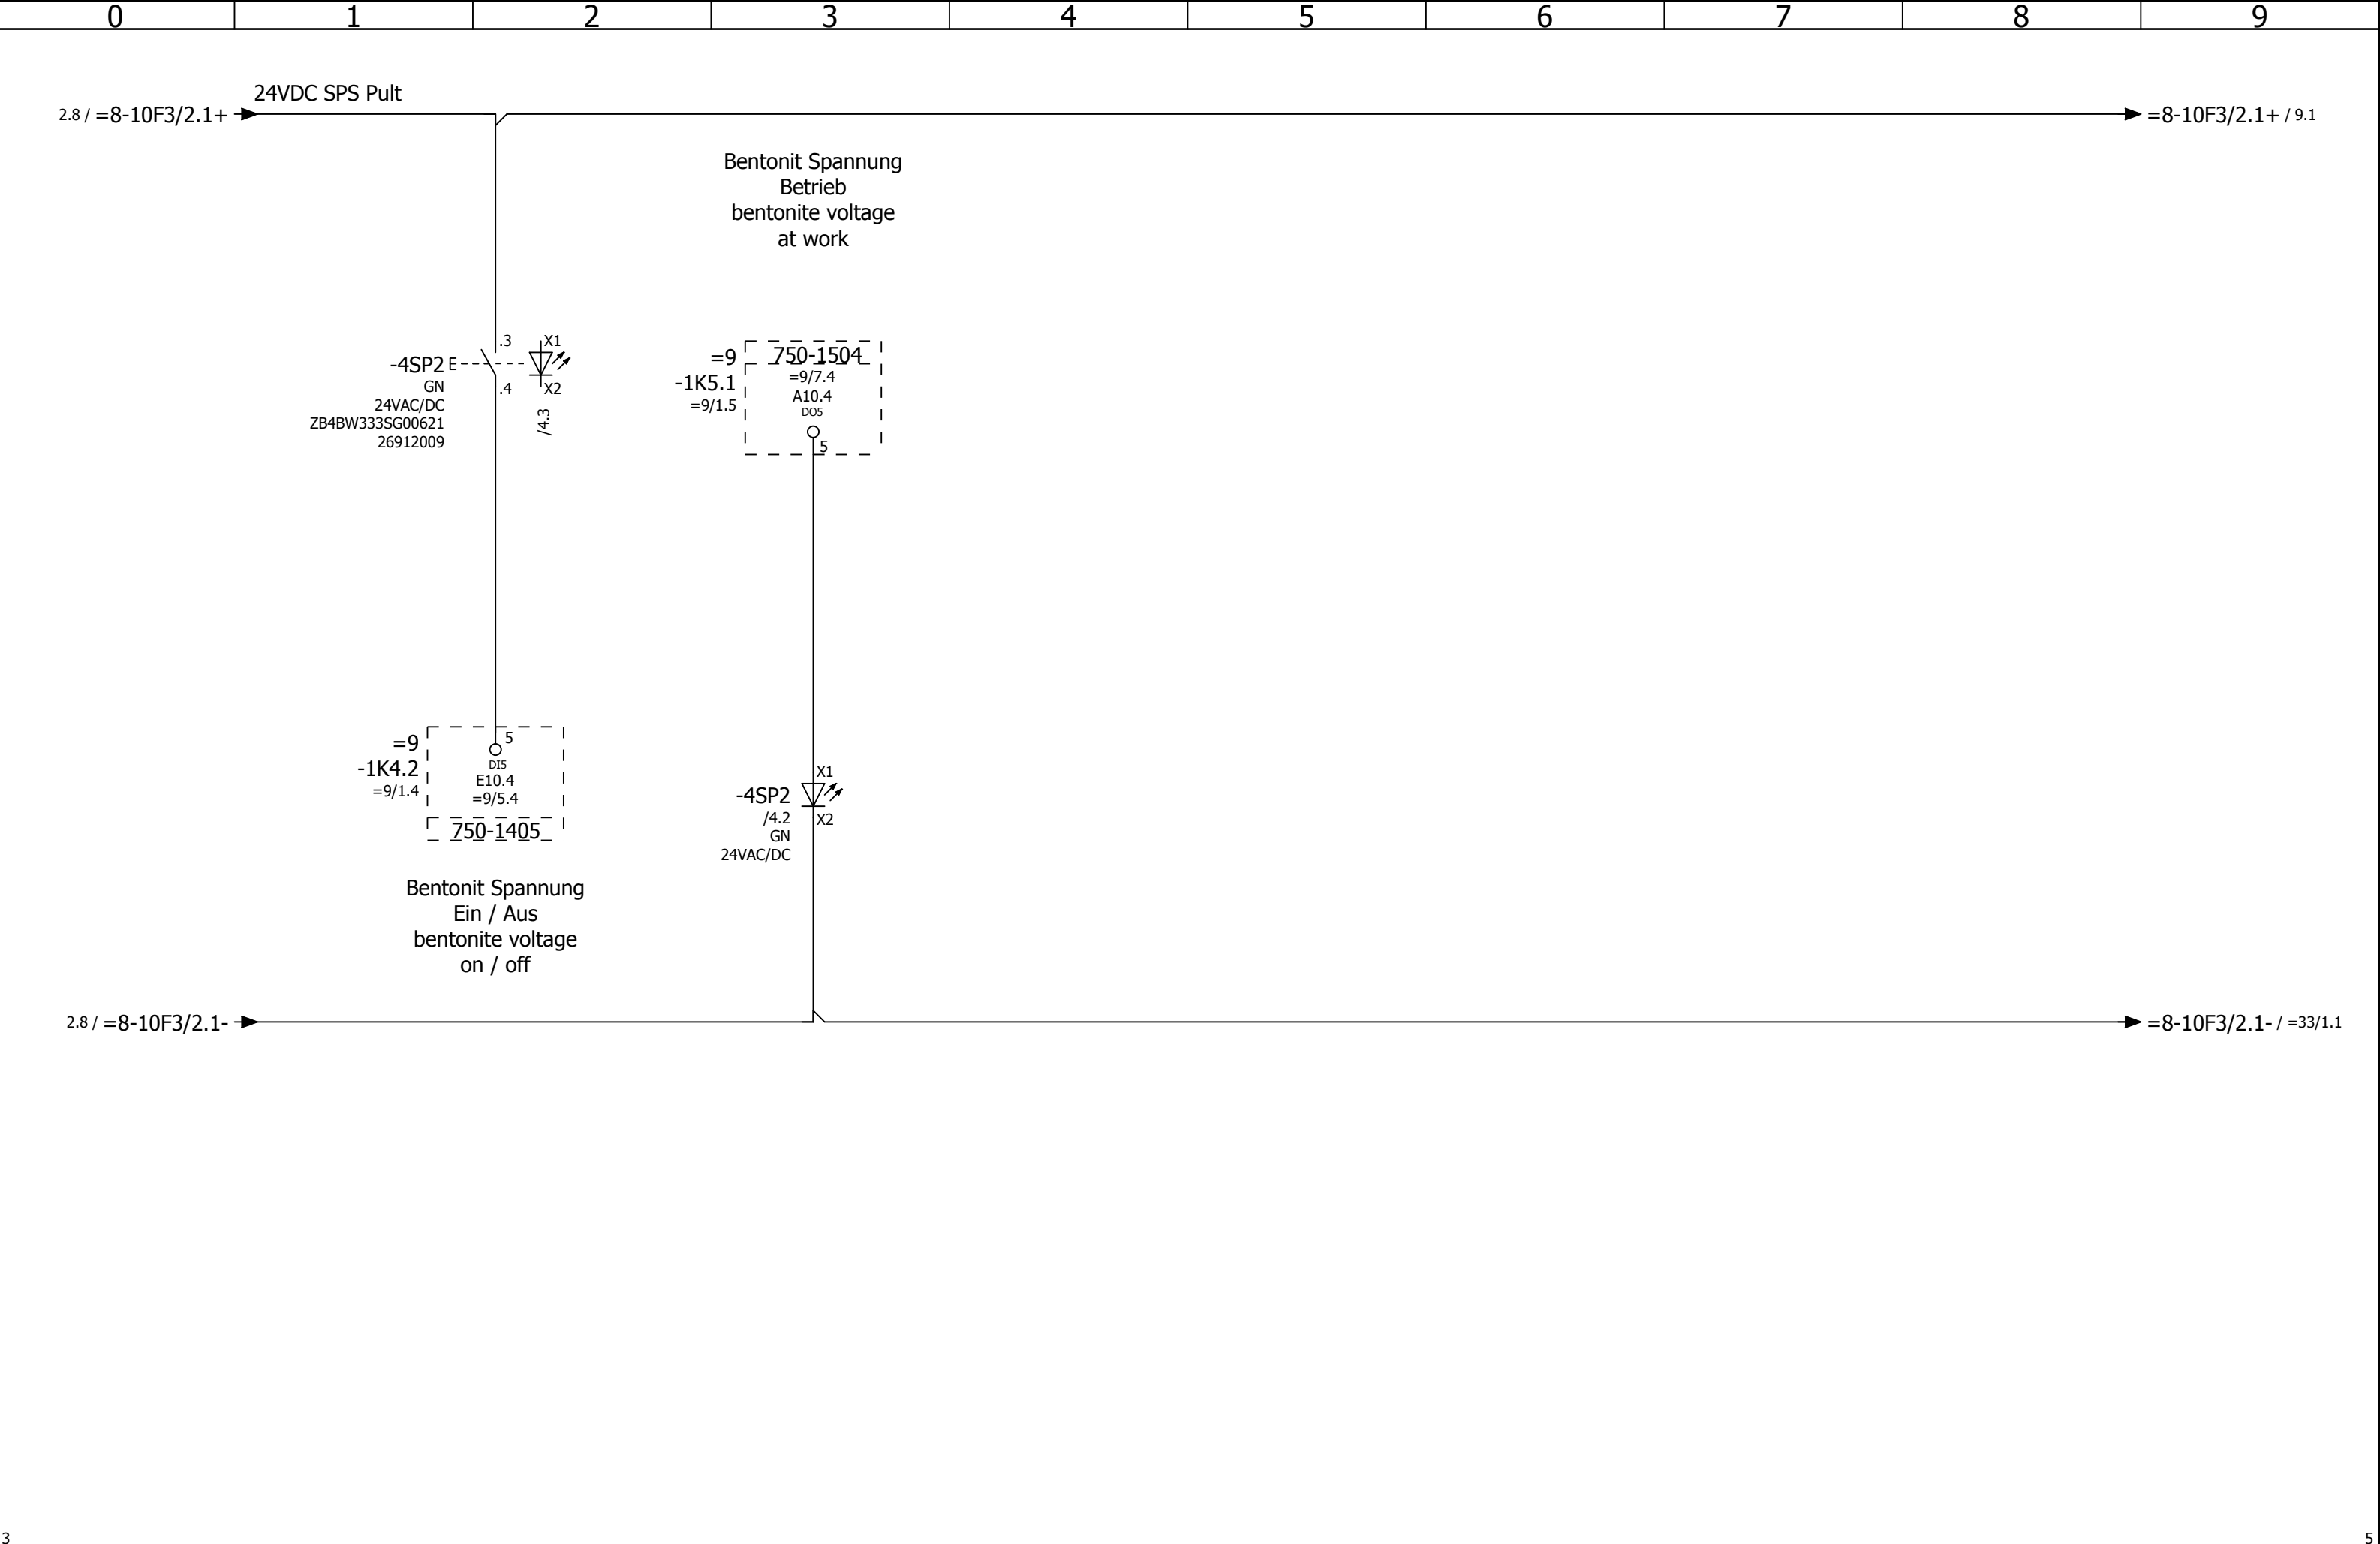 0 1 2 3 4 5 6 7 8 9
24VDC SPS Pult
2.8 / =8-10F3/2.1+
=8-10F3/2.1+ / 9.1
Bentonit Spannung
Betrieb
bentonite voltage
at work
-4SP2
GN
24VAC/DC
ZB4BW333SG00621
26912009
E
.3
.4
X1
X2
/4.3
=9
-1K5.1
=9/1.5
750-1504
=9/7.4
A10.4
DO5
5
=9
-1K4.2
=9/1.4
5
DI5
E10.4
=9/5.4
750-1405
-4SP2
/4.2
GN
24VAC/DC
X1
X2
Bentonit Spannung
Ein / Aus
bentonite voltage
on / off
2.8 / =8-10F3/2.1-
=8-10F3/2.1- / =33/1.1
3
5